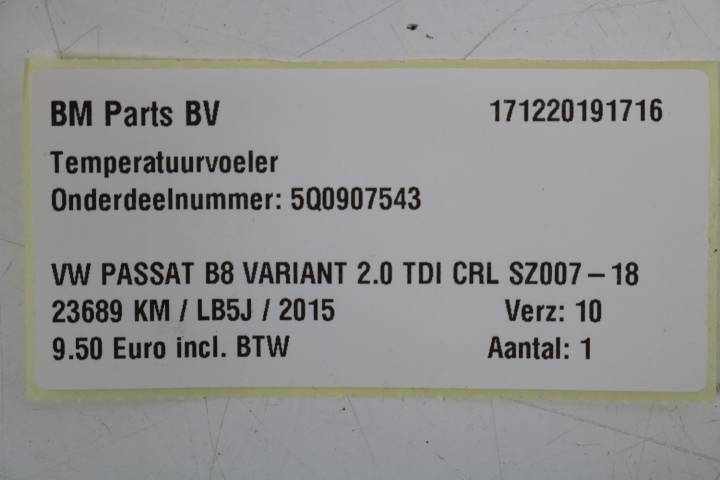 BM Parts BV 171220191716
Temperatuurvoeler
Onderdeelnummer: 5Q0907543
VW PASSAT B8 VARIANT 2.0 TDI CRL SZ007-18
23689 KM / LB5J / 2015 Verz: 10
9.50 Euro incl. BTW Aantal: 1